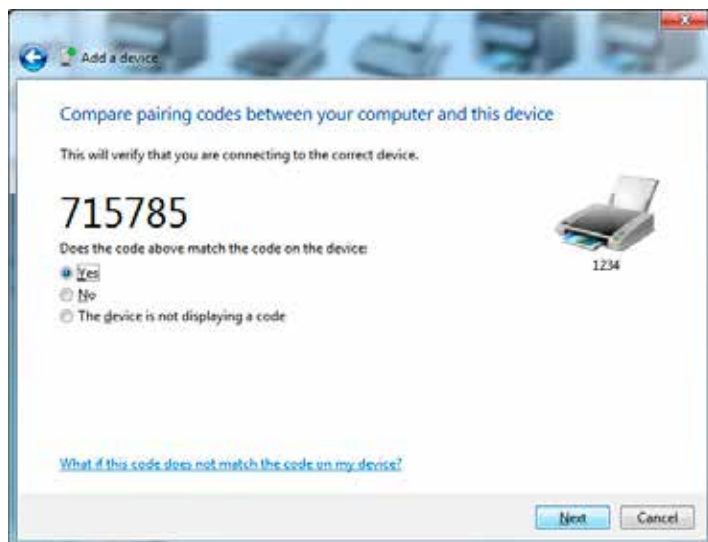 Add a device
Compare pairing codes between your computer and this device
This will verify that you are connecting to the correct device.
715785
Does the code above match the code on the device:
1234
Yes
No
The device is not displaying a code
What if this code does not match the code on my device?
Next Cancel